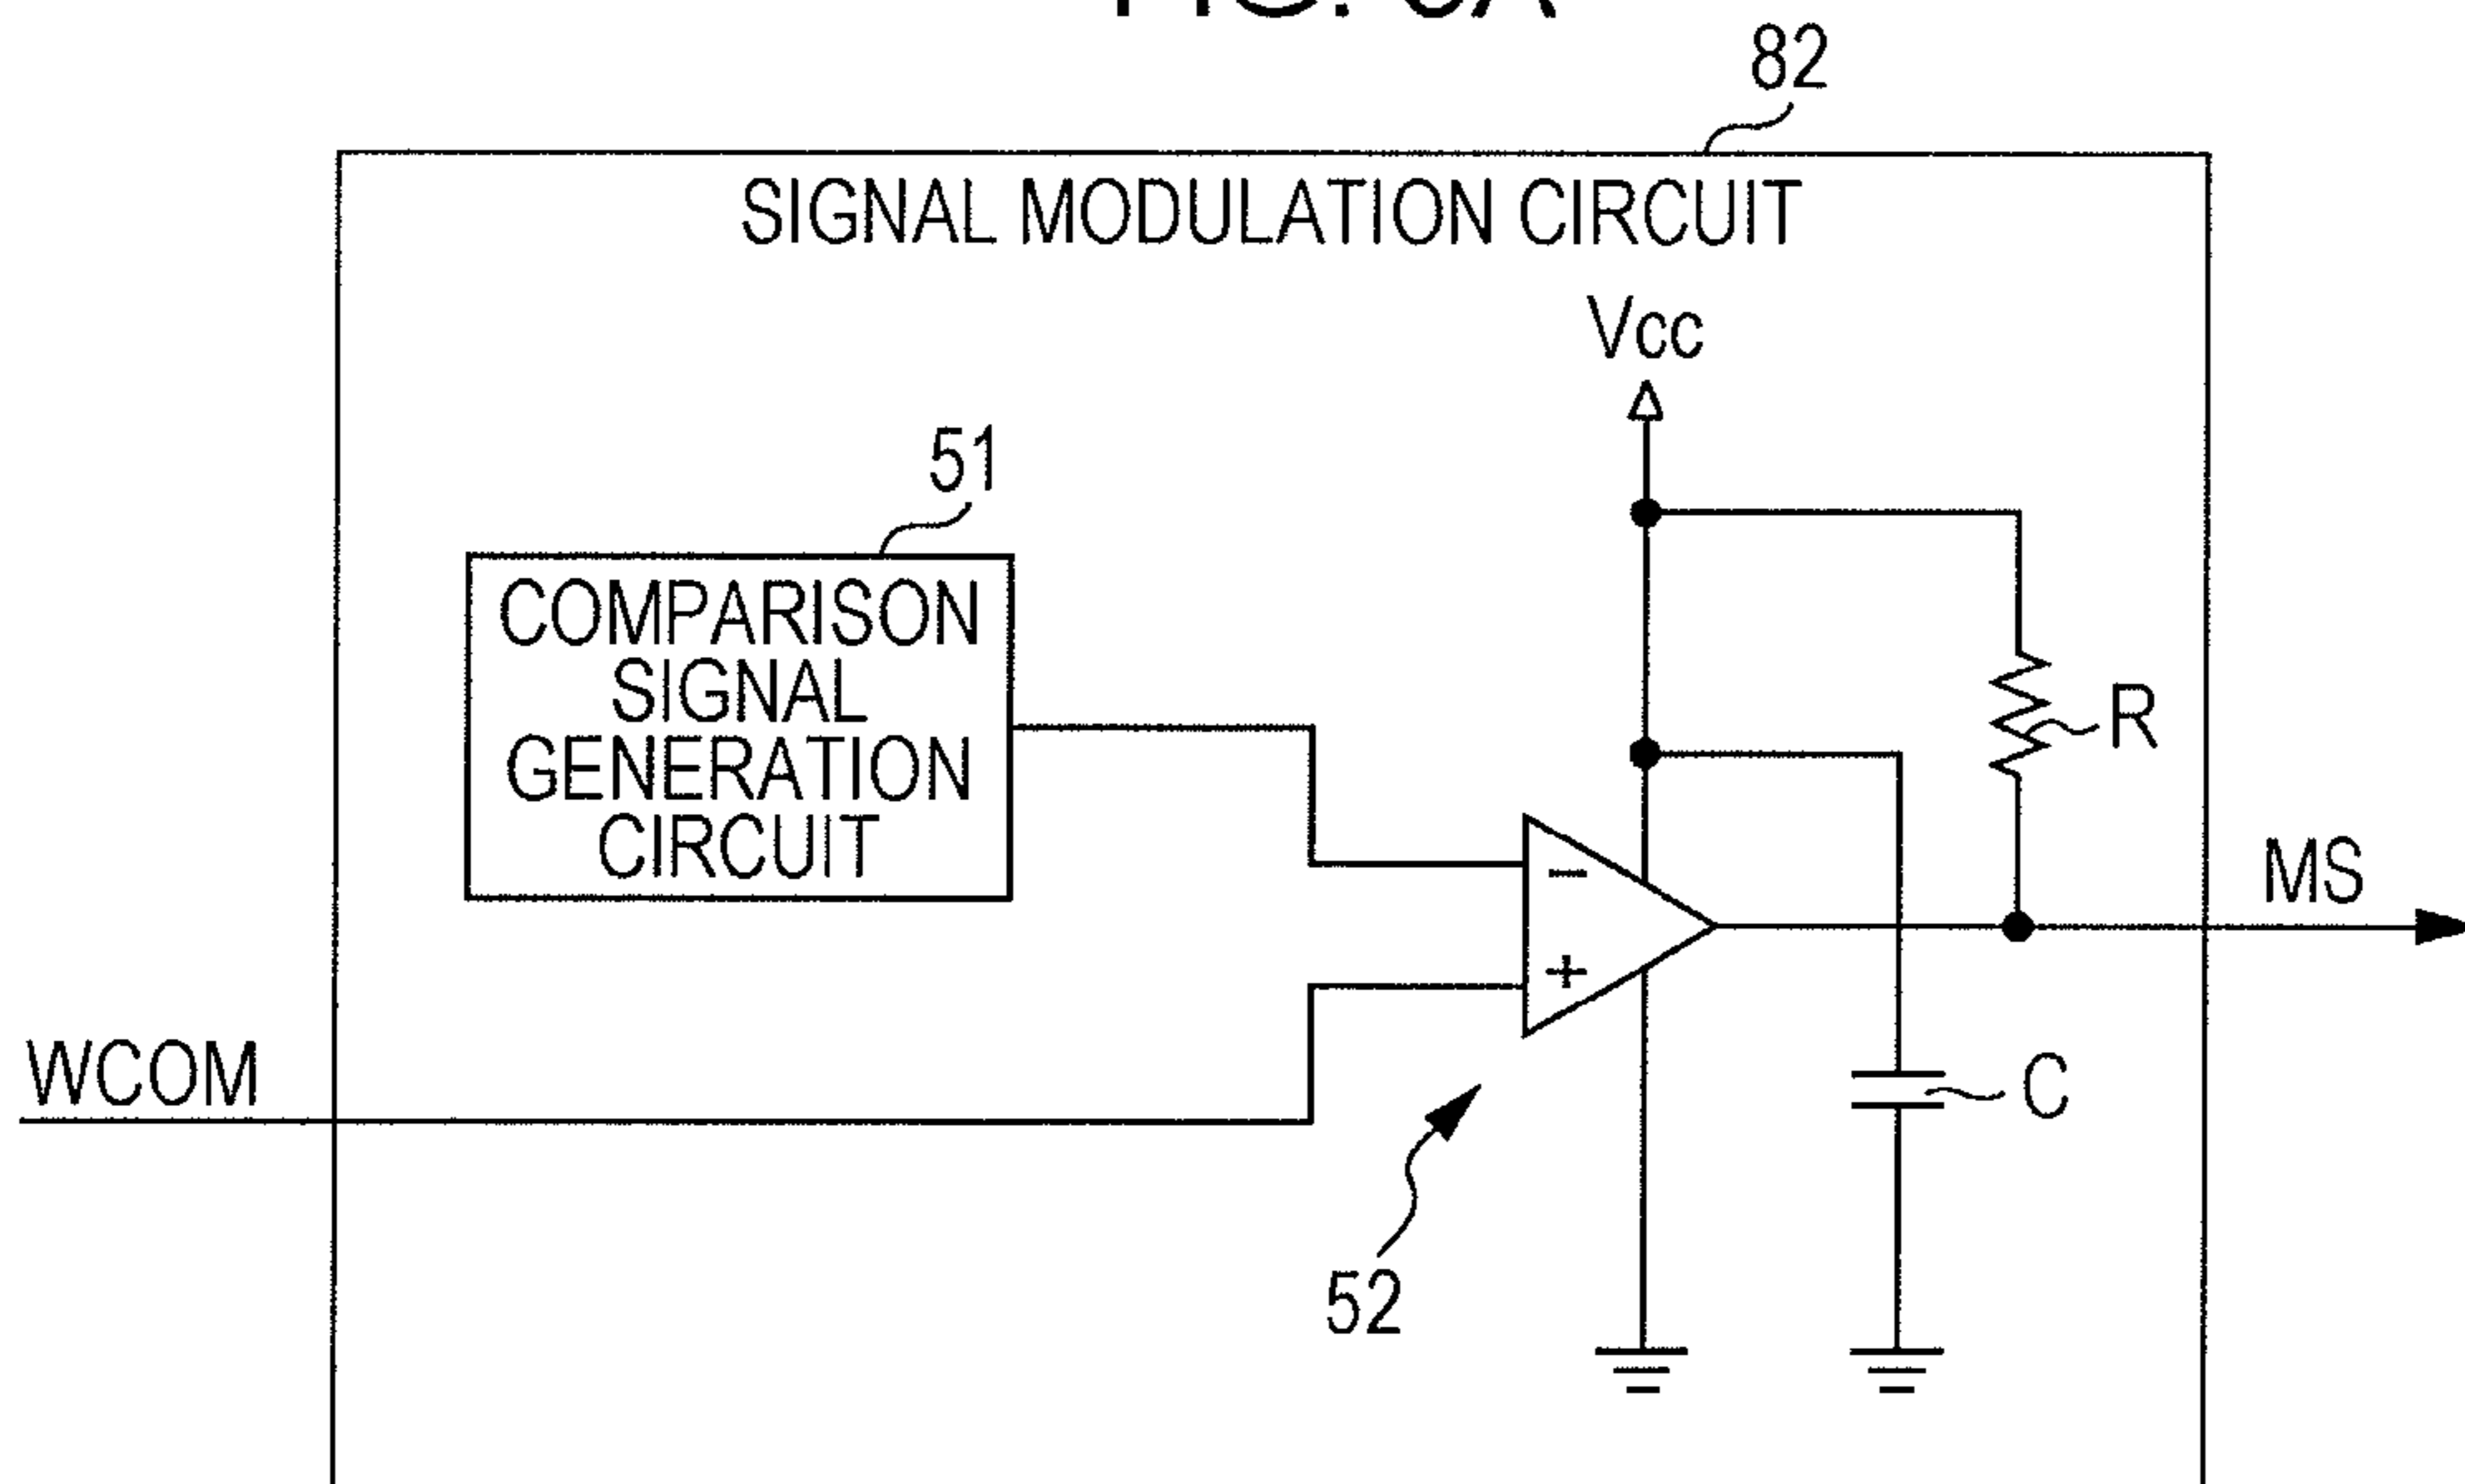 82
SIGNAL MODULATION CIRCUIT
Vcc
51
COMPARISON
SIGNAL
GENERATION
CIRCUIT
R
MS
−
+
WCOM
C
52